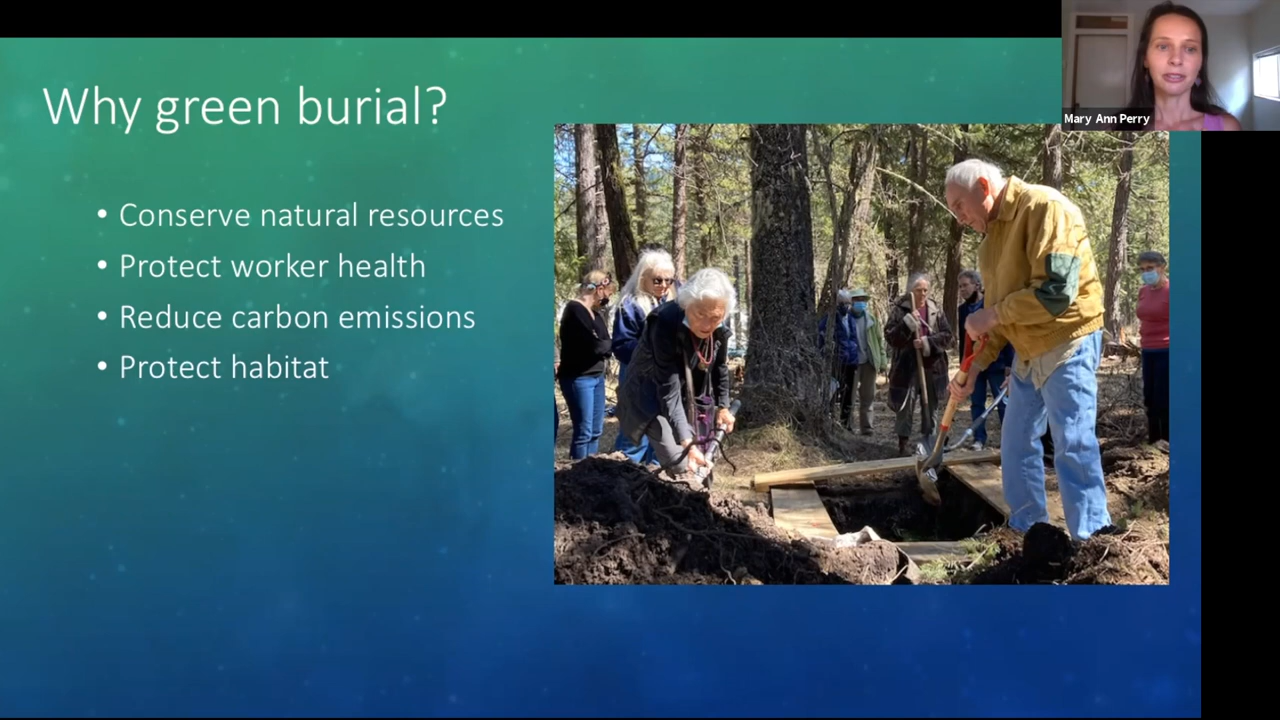 Why green burial?
• Conserve natural resources
• Protect worker health
• Reduce carbon emissions
• Protect habitat
Mary Ann Perry